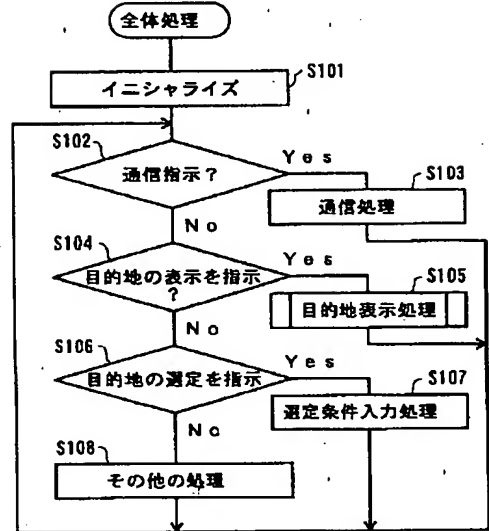 全体処理
S101
イニシャライズ
S102
通信指示?
Yes
S103
通信処理
No
S104
目的地の表示を指示
?
Yes
S105
目的地表示処理
No
S106
目的地の選定を指示
Yes
S107
選定条件入力処理
No
S108
その他の処理